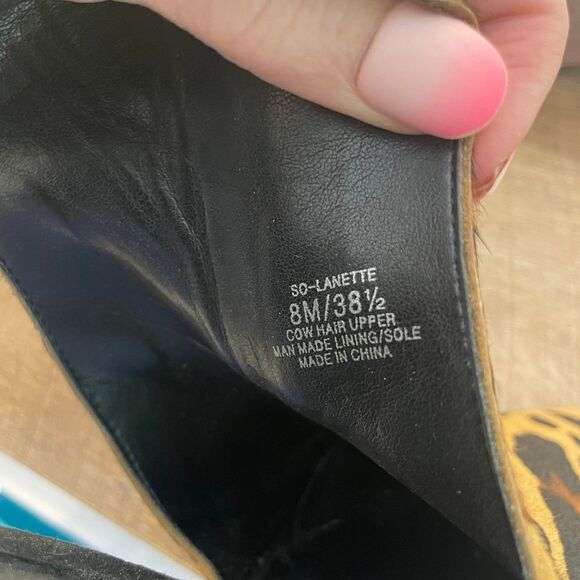 SO-LANETTE
8M/38½
COW HAIR UPPER
MAN MADE LINING/SOLE
MADE IN CHINA